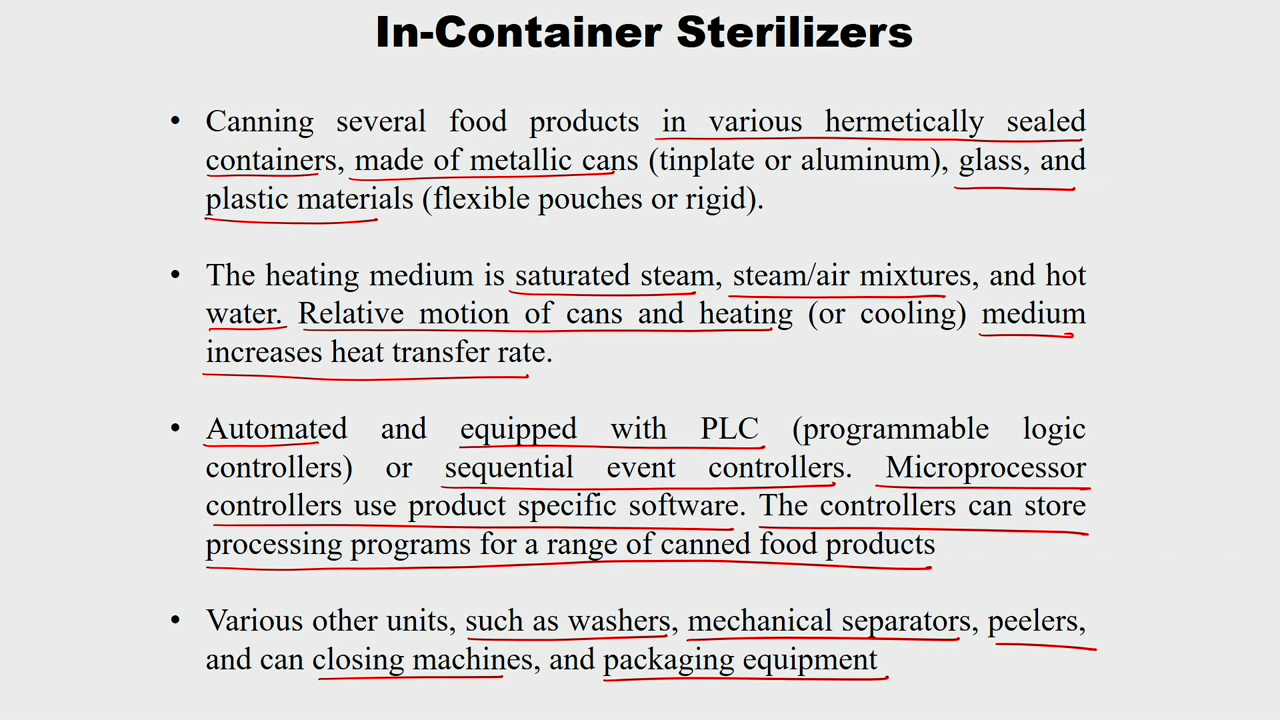 In-Container Sterilizers
• Canning several food products in various hermetically sealed
containers, made of metallic cans (tinplate or aluminum), glass, and
plastic materials (flexible pouches or rigid).
• The heating medium is saturated steam, steam/air mixtures, and hot
water. Relative motion of cans and heating (or cooling) medium
increases heat transfer rate.
• Automated and equipped with PLC (programmable logic
controllers) or sequential event controllers. Microprocessor
controllers use product specific software. The controllers can store
processing programs for a range of canned food products
• Various other units, such as washers, mechanical separators, peelers,
and can closing machines, and packaging equipment